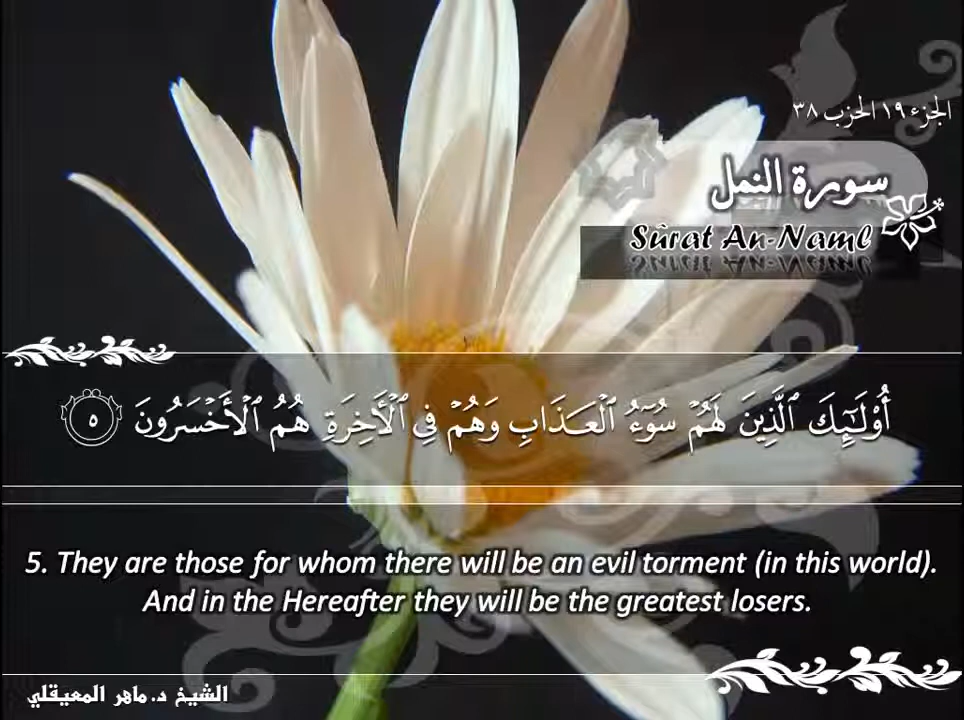 الجزء ١٩ الحزب ٣٨
سورة النمل
Sûrat An-Naml
أُو۟لَـٰٓئِكَ ٱلَّذِينَ لَهُمْ سُوٓءُ ٱلْعَذَابِ وَهُمْ فِى ٱلْأَخِرَةِ هُمُ ٱلْأَخْسَرُونَ ٥
5. They are those for whom there will be an evil torment (in this world).
And in the Hereafter they will be the greatest losers.
الشيخ د. ماهر المعيقلي